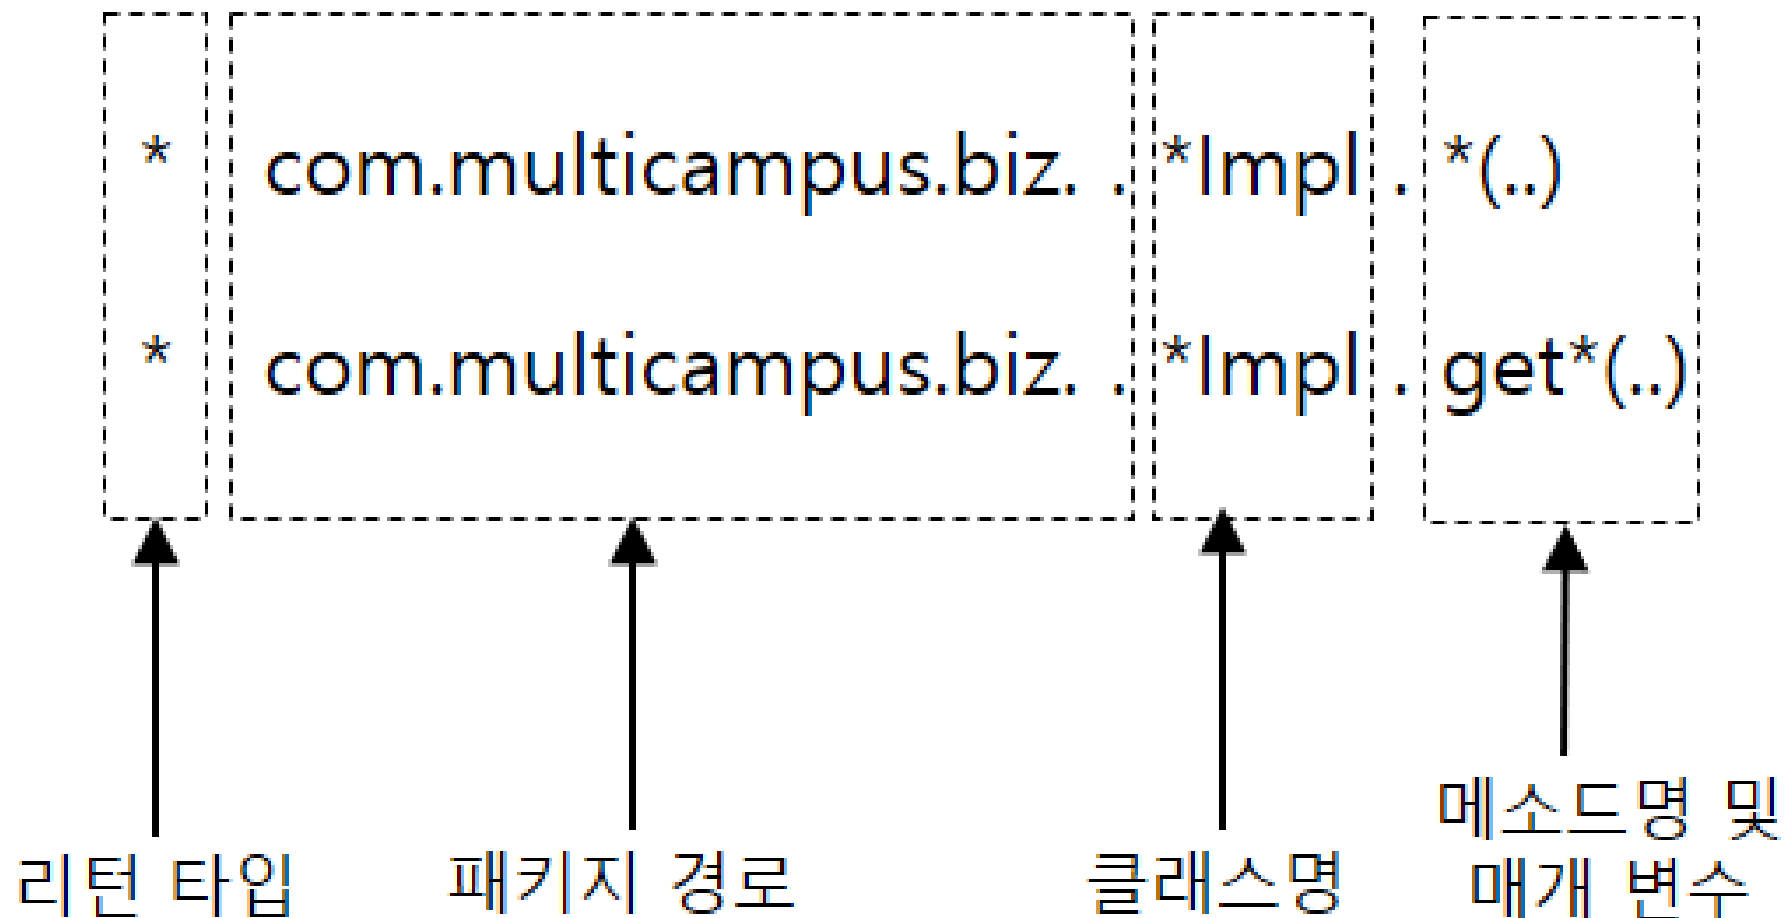 * com.multicampus.biz. . *Impl . *(..)
* com.multicampus.biz. . *Impl . get*(..)
리턴 타입 패키지 경로 클래스명 메소드명 및
매개 변수